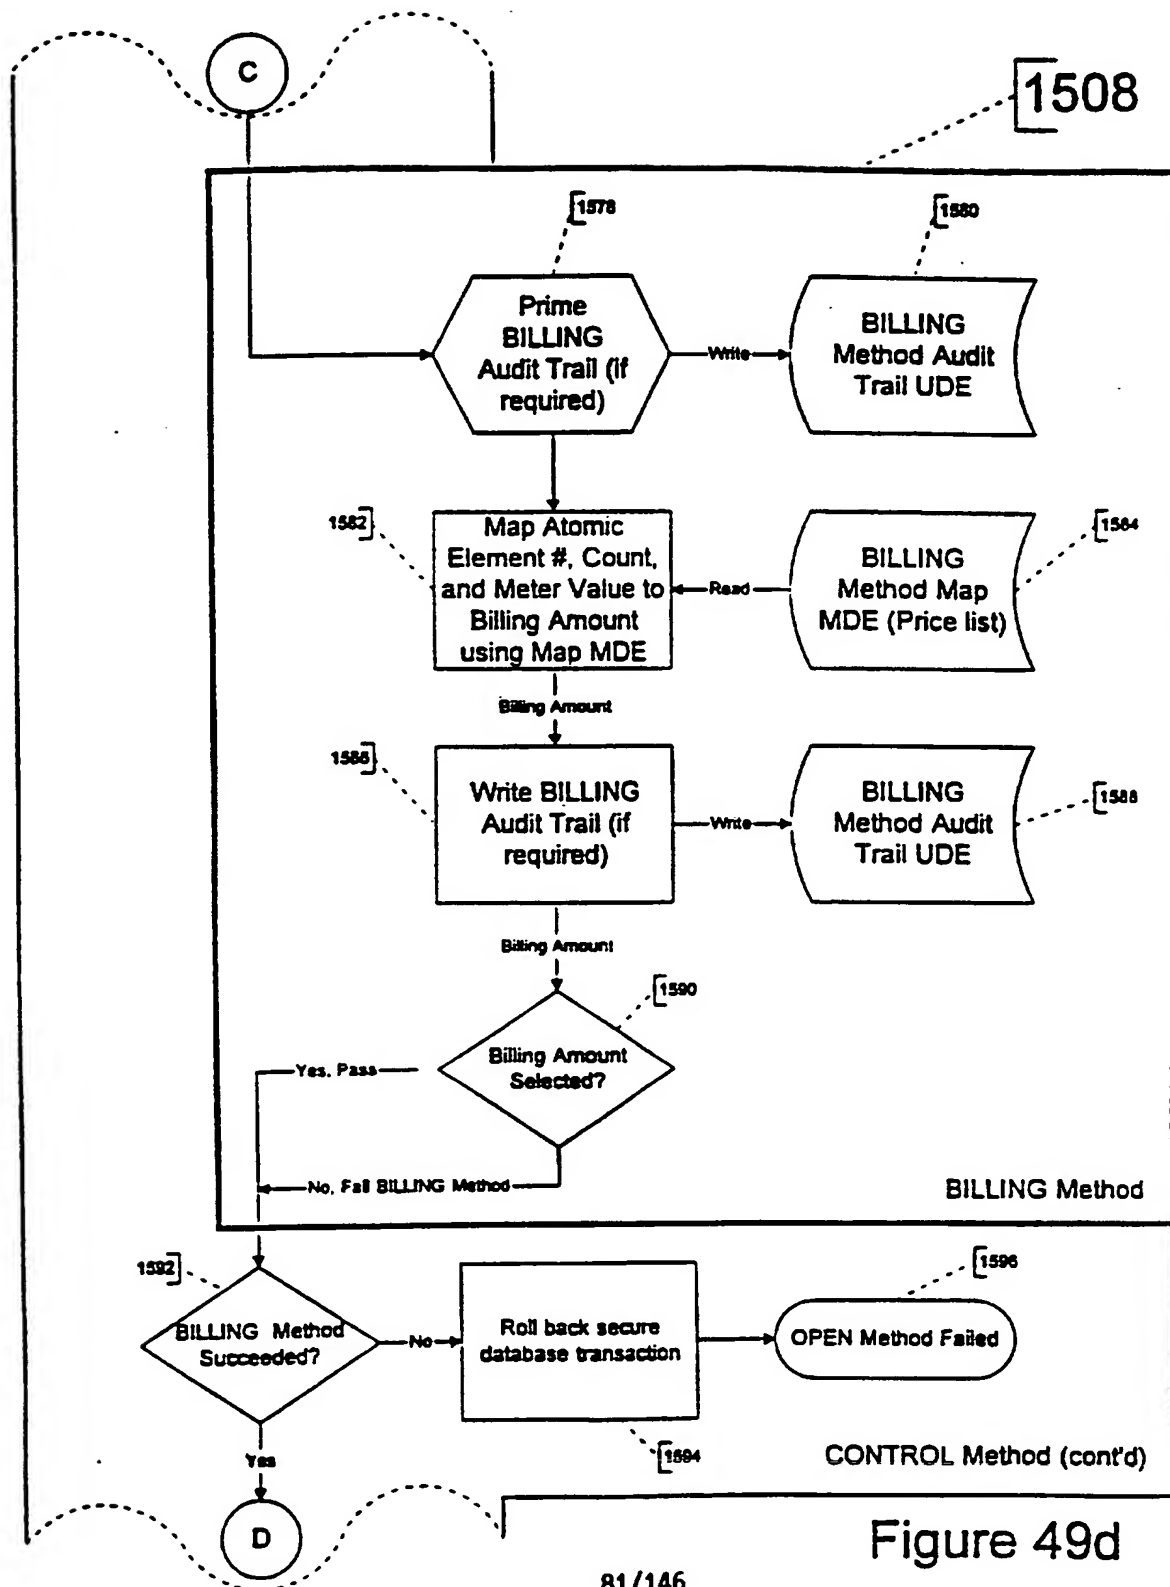 C
1508
1578
1580
Prime
BILLING
Audit Trail (if
required)
Write
BILLING
Method Audit
Trail UDE
1582
1584
Map Atomic
Element #, Count,
and Meter Value to
Billing Amount
using Map MDE
Read
BILLING
Method Map
MDE (Price list)
Billing Amount
1586
1588
Write BILLING
Audit Trail (if
required)
Write
BILLING
Method Audit
Trail UDE
Billing Amount
1590
Billing Amount
Selected?
Yes, Pass
No, Fail BILLING Method
BILLING Method
1592
1596
BILLING Method
Succeeded?
No
Roll back secure
database transaction
OPEN Method Failed
1594
Yes
CONTROL Method (cont'd)
D
Figure 49d
81/146